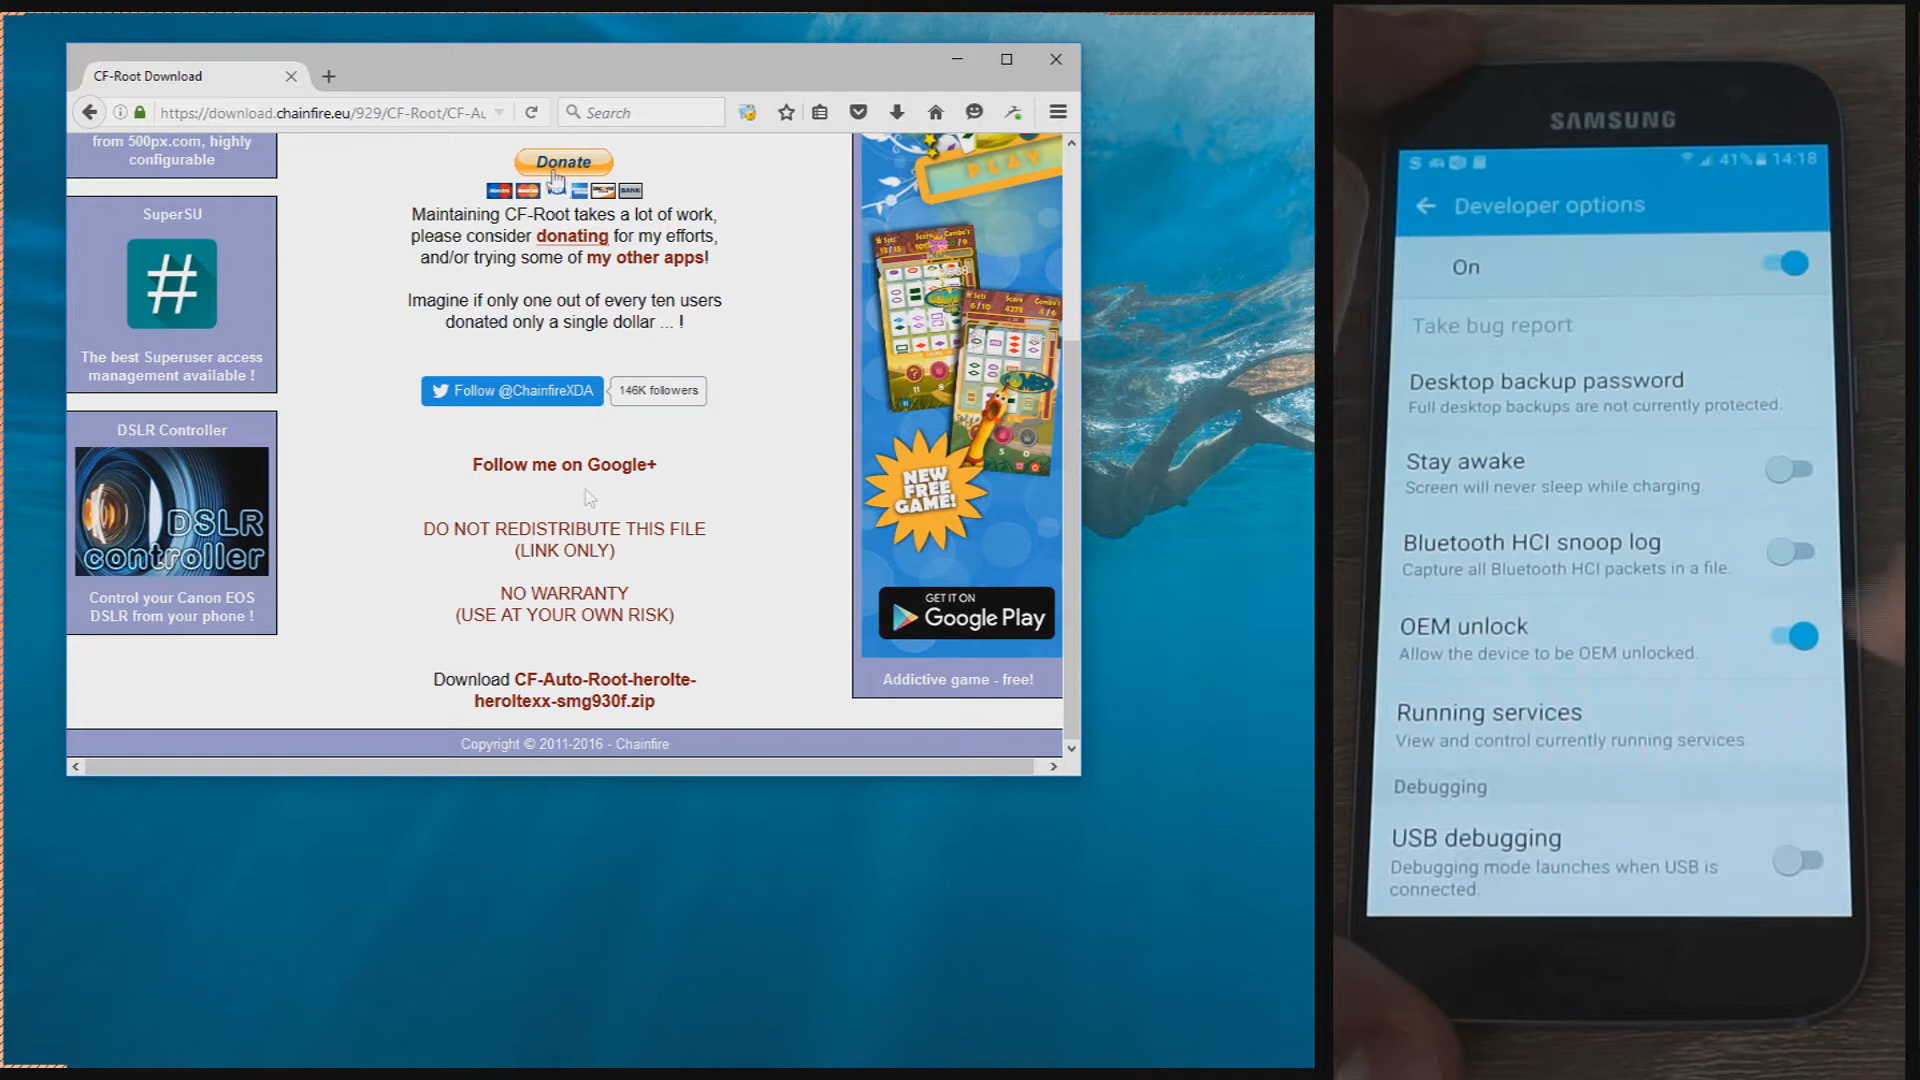 CF-Root Download
https://download.chainfire.eu/929/CF-Root/CF-Au
Search
from 500px.com, highly
configurable
SuperSU
#
The best Superuser access
management available !
DSLR Controller
DSLR
controller
Control your Canon EOS
DSLR from your phone !
Donate
BANK
Maintaining CF-Root takes a lot of work,
please consider donating for my efforts,
and/or trying some of my other apps!
Imagine if only one out of every ten users
donated only a single dollar ... !
Follow @ChainfireXDA
146K followers
Follow me on Google+
DO NOT REDISTRIBUTE THIS FILE
(LINK ONLY)
NO WARRANTY
(USE AT YOUR OWN RISK)
Download CF-Auto-Root-herolte-
heroltexx-smg930f.zip
Copyright © 2011-2016 - Chainfire
PLAY
NEW
FREE
GAME!
GET IT ON
Google Play
Addictive game - free!
SAMSUNG
41% 14:18
Developer options
On
Take bug report
Desktop backup password
Full desktop backups are not currently protected.
Stay awake
Screen will never sleep while charging.
Bluetooth HCI snoop log
Capture all Bluetooth HCI packets in a file.
OEM unlock
Allow the device to be OEM unlocked.
Running services
View and control currently running services.
Debugging
USB debugging
Debugging mode launches when USB is
connected.